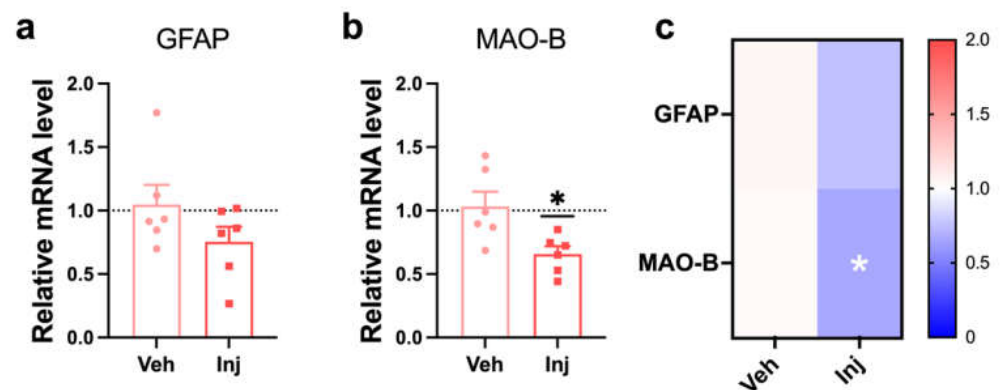 a
GFAP
Relative mRNA level
2.0
1.5
1.0
0.5
0.0
Veh
Inj
b
MAO-B
Relative mRNA level
2.0
1.5
1.0
0.5
0.0
*
Veh
Inj
c
GFAP
MAO-B
*
Veh
Inj
2.0
1.5
1.0
0.5
0